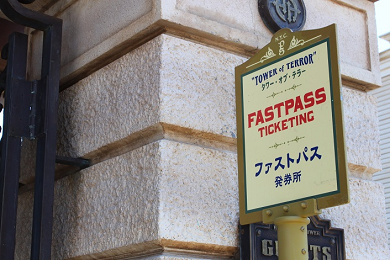 "TOWER of TERROR"
タワー・オブ・テラー
FASTPASS
TICKETING
ファストパス
発券所